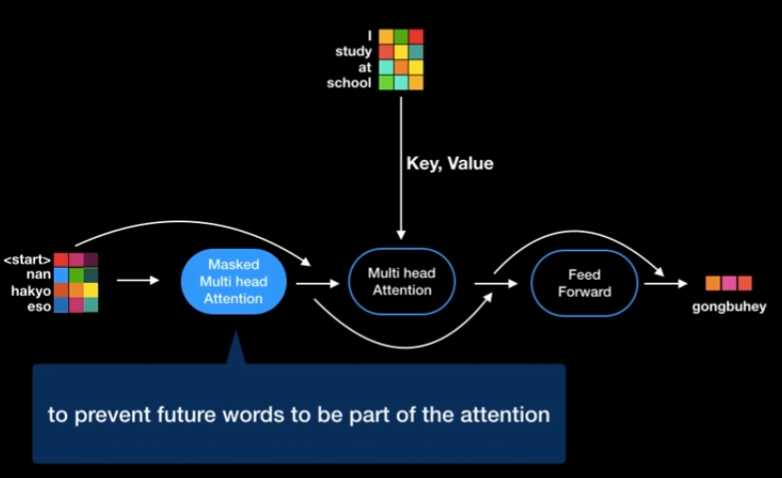 I
study
at
school
Key, Value
<start>
nan
hakyo
eso
Masked
Multi head
Attention
Multi head
Attention
Feed
Forward
gongbuhey
to prevent future words to be part of the attention